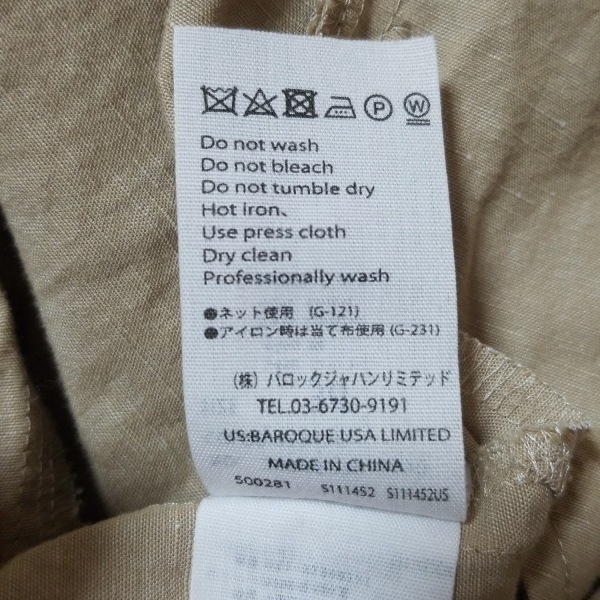 P W
Do not wash
Do not bleach
Do not tumble dry
Hot iron、
Use press cloth
Dry clean
Professionally wash
●ネット使用 (G-121)
●アイロン時は当て布使用 (G-231)
(株) バロックジャパンリミテッド
TEL.03-6730-9191
US:BAROQUE USA LIMITED
MADE IN CHINA
500281 S111452 S111452US